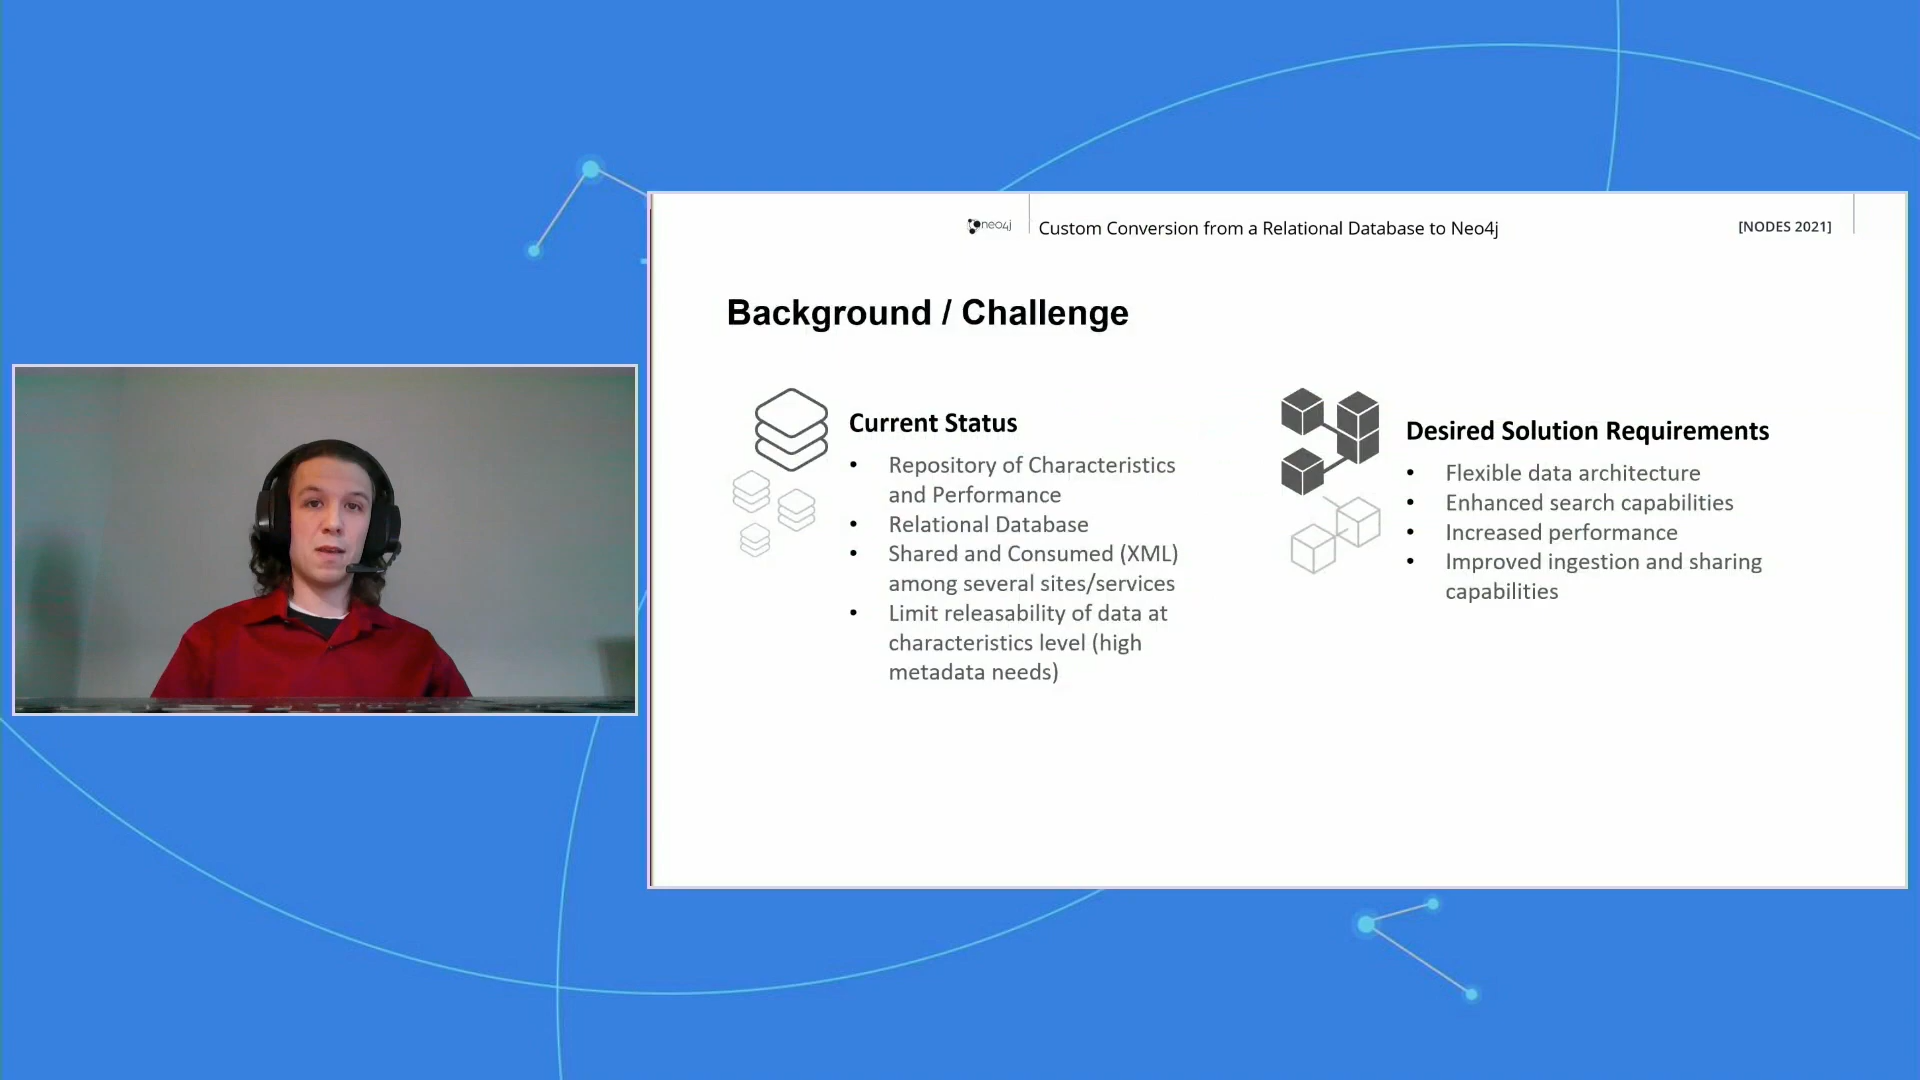 neo4j
Custom Conversion from a Relational Database to Neo4j
[NODES 2021]
Background / Challenge
Current Status
• Repository of Characteristics
and Performance
• Relational Database
• Shared and Consumed (XML)
among several sites/services
• Limit releasability of data at
characteristics level (high
metadata needs)
Desired Solution Requirements
• Flexible data architecture
• Enhanced search capabilities
• Increased performance
• Improved ingestion and sharing
capabilities